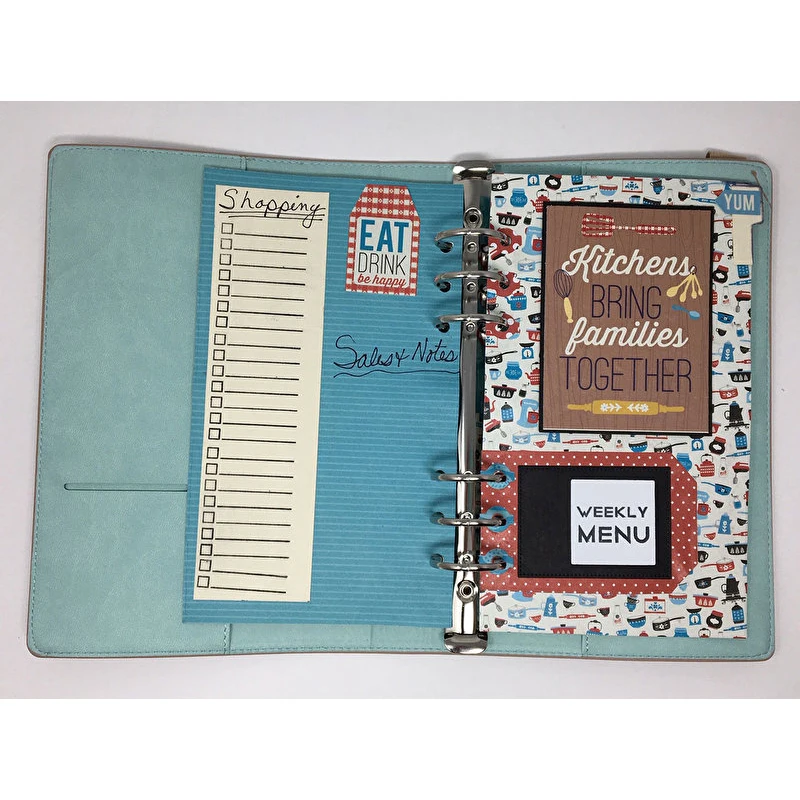 Shopping
EAT
DRINK
be happy
Sales & Notes
YUM
Kitchens
BRING
families
TOGETHER
WEEKLY
MENU